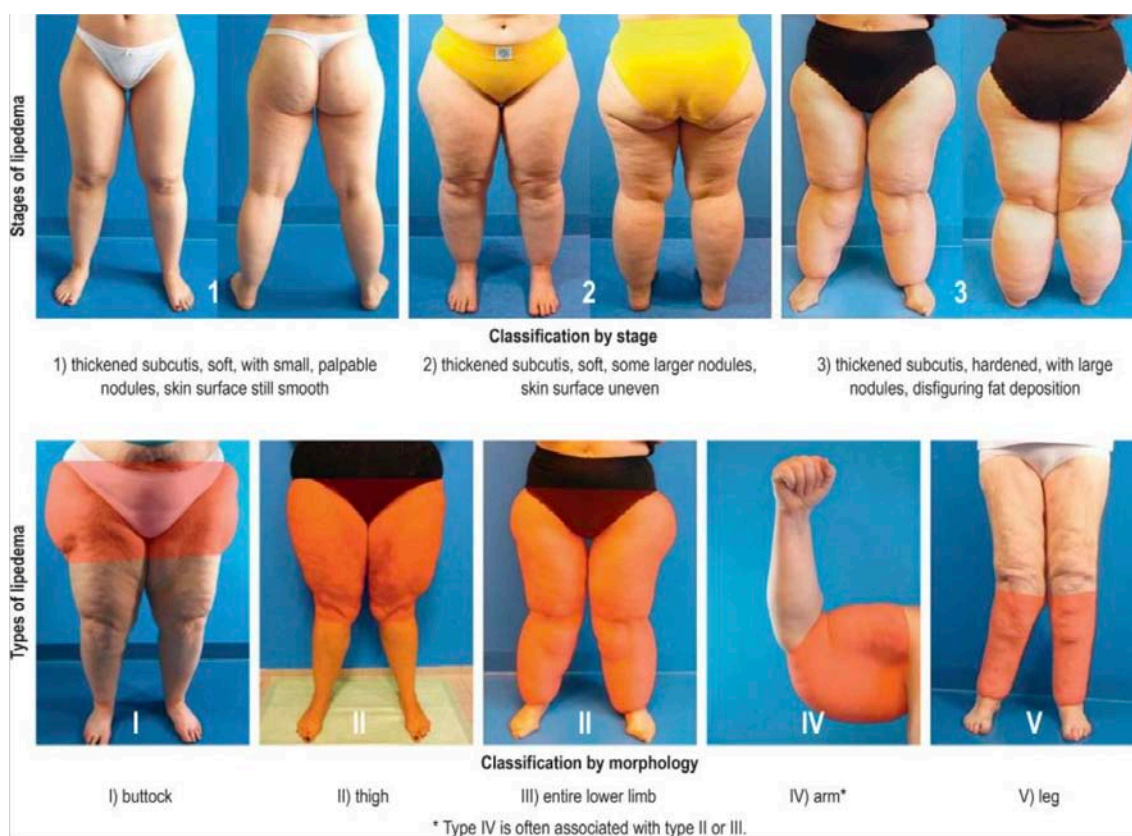 Stages of lipedema
1
2
3
Classification by stage
1) thickened subcutis, soft, with small, palpable
nodules, skin surface still smooth
2) thickened subcutis, soft, some larger nodules,
skin surface uneven
3) thickened subcutis, hardened, with large
nodules, disfiguring fat deposition
Types of lipedema
I
II
II
IV
V
Classification by morphology
I) buttock
II) thigh
III) entire lower limb
IV) arm*
V) leg
* Type IV is often associated with type II or III.